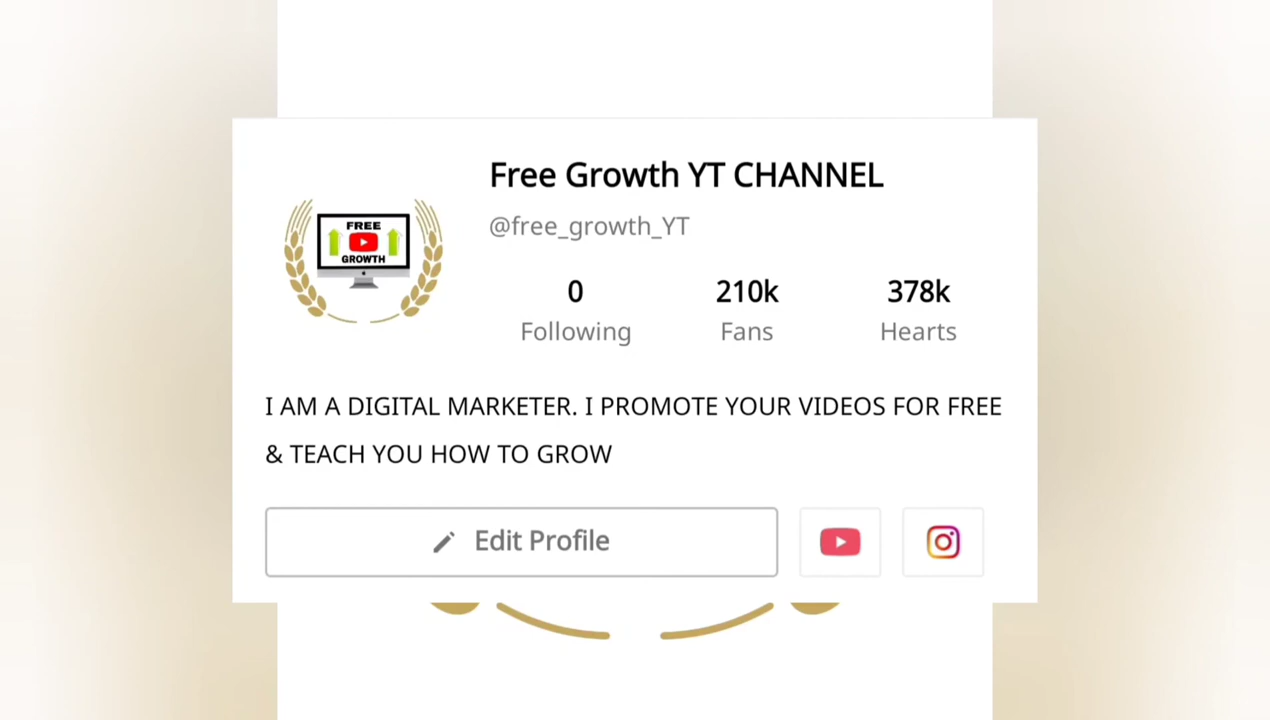 Free Growth YT CHANNEL
@free_growth_YT
FREE
GROWTH
0 210k 378k
Following Fans Hearts
I AM A DIGITAL MARKETER. I PROMOTE YOUR VIDEOS FOR FREE
& TEACH YOU HOW TO GROW
Edit Profile